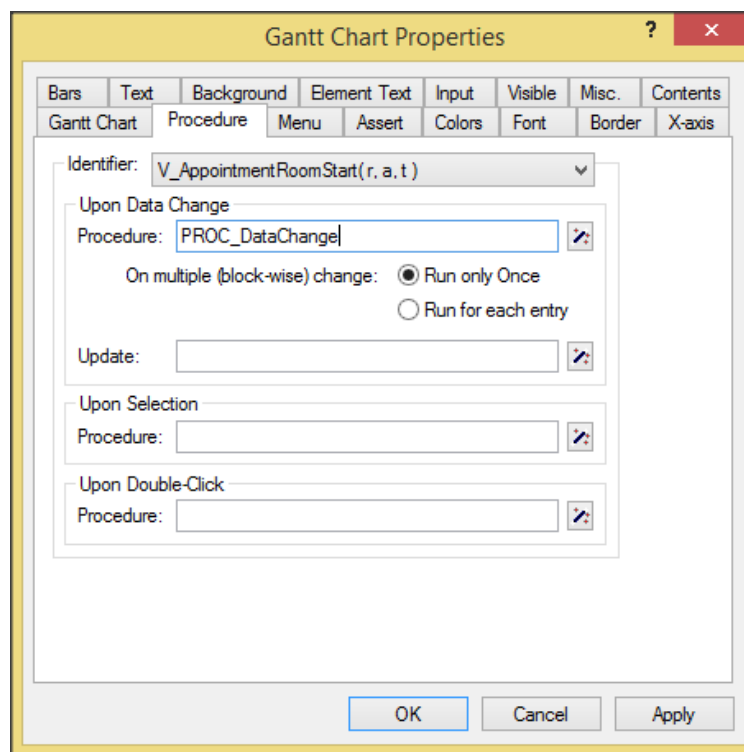 Gantt Chart Properties
?
Bars Text Background Element Text Input Visible Misc. Contents
Gantt Chart Procedure Menu Assert Colors Font Border X-axis
Identifier: V_AppointmentRoomStart( r, a, t )
Upon Data Change
Procedure: PROC_DataChange
On multiple (block-wise) change: Run only Once
Run for each entry
Update:
Upon Selection
Procedure:
Upon Double-Click
Procedure:
OK Cancel Apply